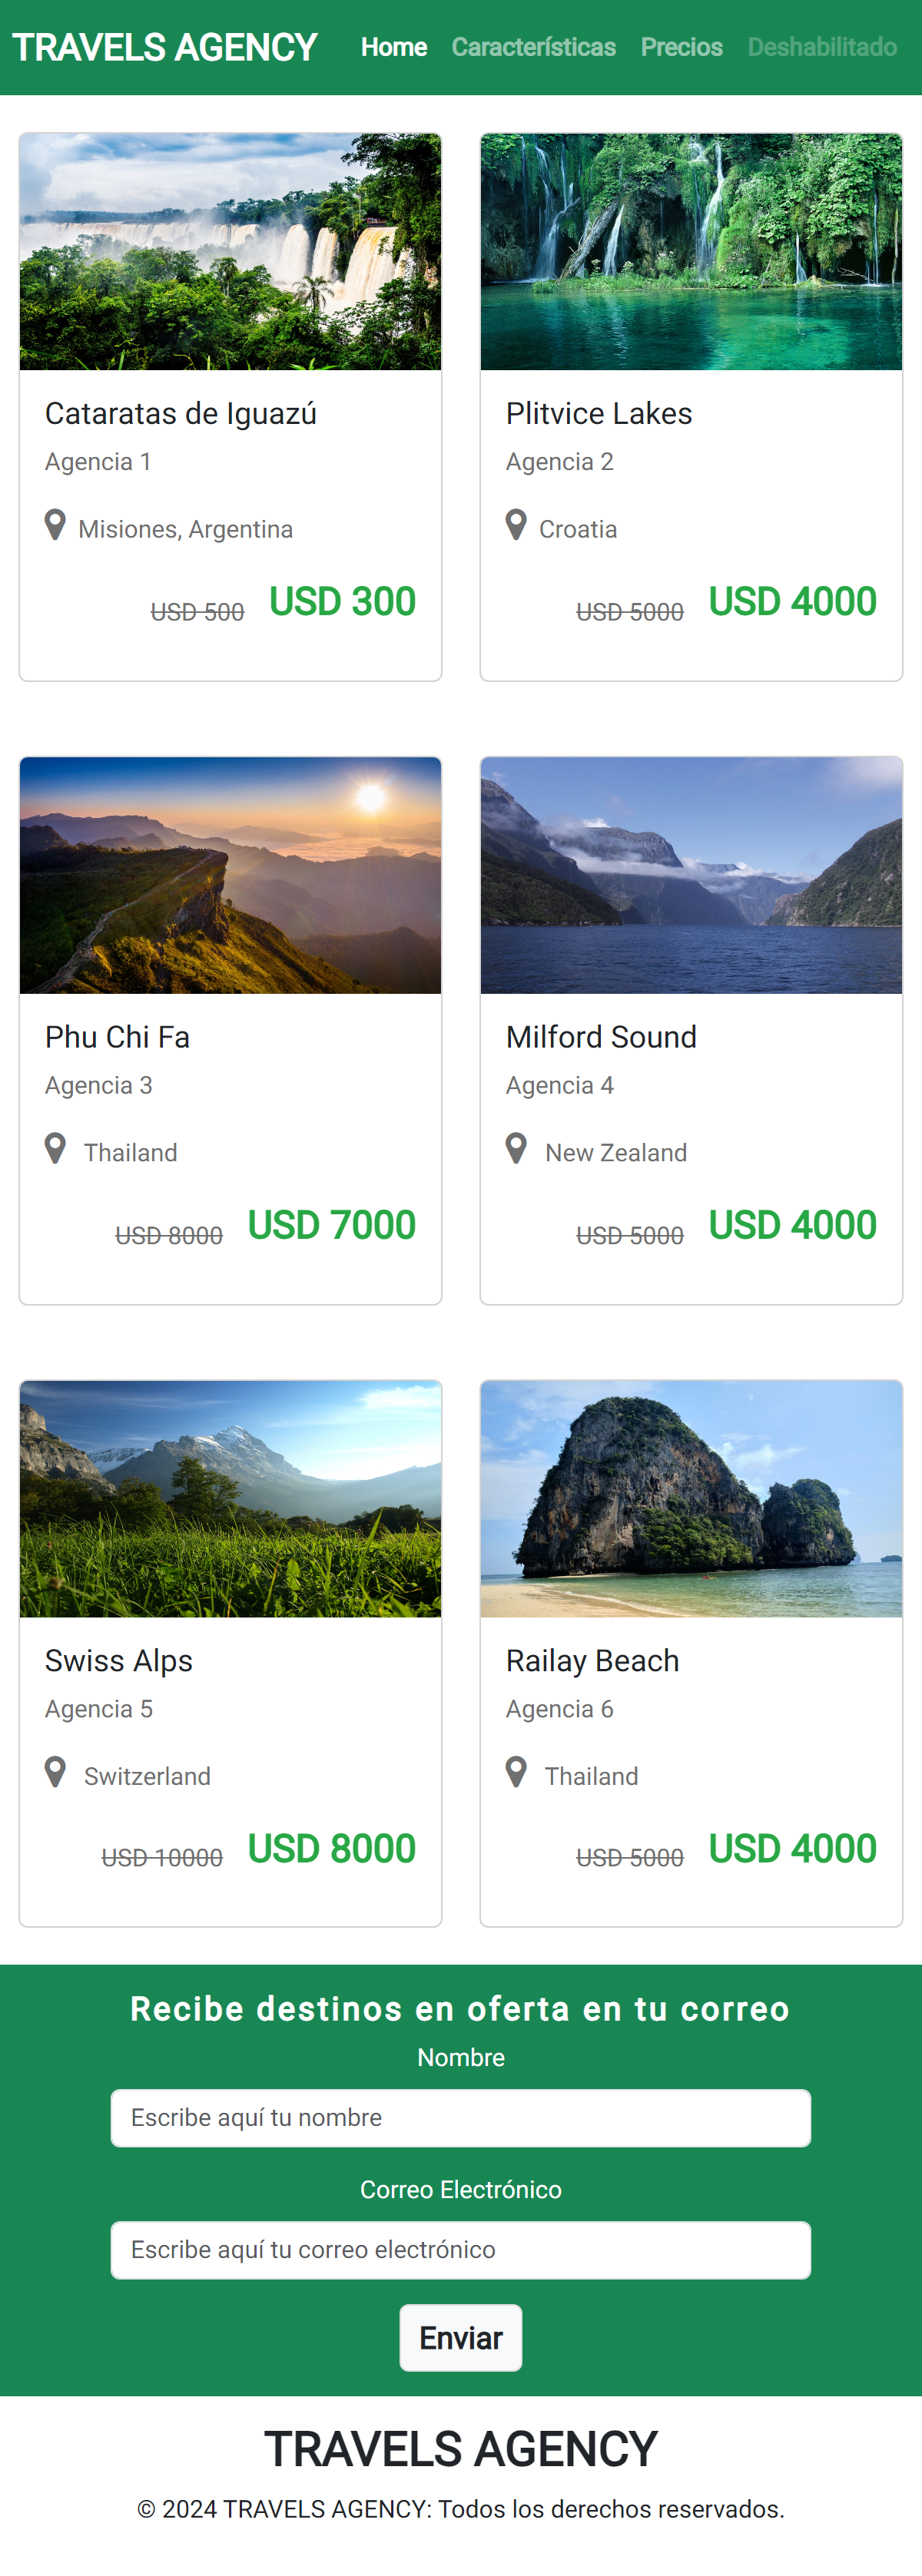 TRAVELS AGENCY Home Características Precios Deshabilitado
Cataratas de Iguazú
Agencia 1
Misiones, Argentina
USD 500 USD 300
Plitvice Lakes
Agencia 2
Croatia
USD 5000 USD 4000
Phu Chi Fa
Agencia 3
Thailand
USD 8000 USD 7000
Milford Sound
Agencia 4
New Zealand
USD 5000 USD 4000
Swiss Alps
Agencia 5
Switzerland
USD 10000 USD 8000
Railay Beach
Agencia 6
Thailand
USD 5000 USD 4000
Recibe destinos en oferta en tu correo
Nombre
Escribe aquí tu nombre
Correo Electrónico
Escribe aquí tu correo electrónico
Enviar
TRAVELS AGENCY
© 2024 TRAVELS AGENCY: Todos los derechos reservados.